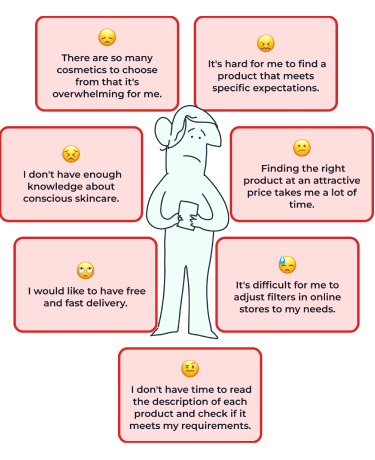 There are so many
cosmetics to choose
from that it's
overwhelming for me.
It's hard for me to find a
product that meets
specific expectations.
I don't have enough
knowledge about
conscious skincare.
Finding the right
product at an attractive
price takes me a lot of
time.
I would like to have free
and fast delivery.
It's difficult for me to
adjust filters in online
stores to my needs.
I don't have time to read
the description of each
product and check if it
meets my requirements.